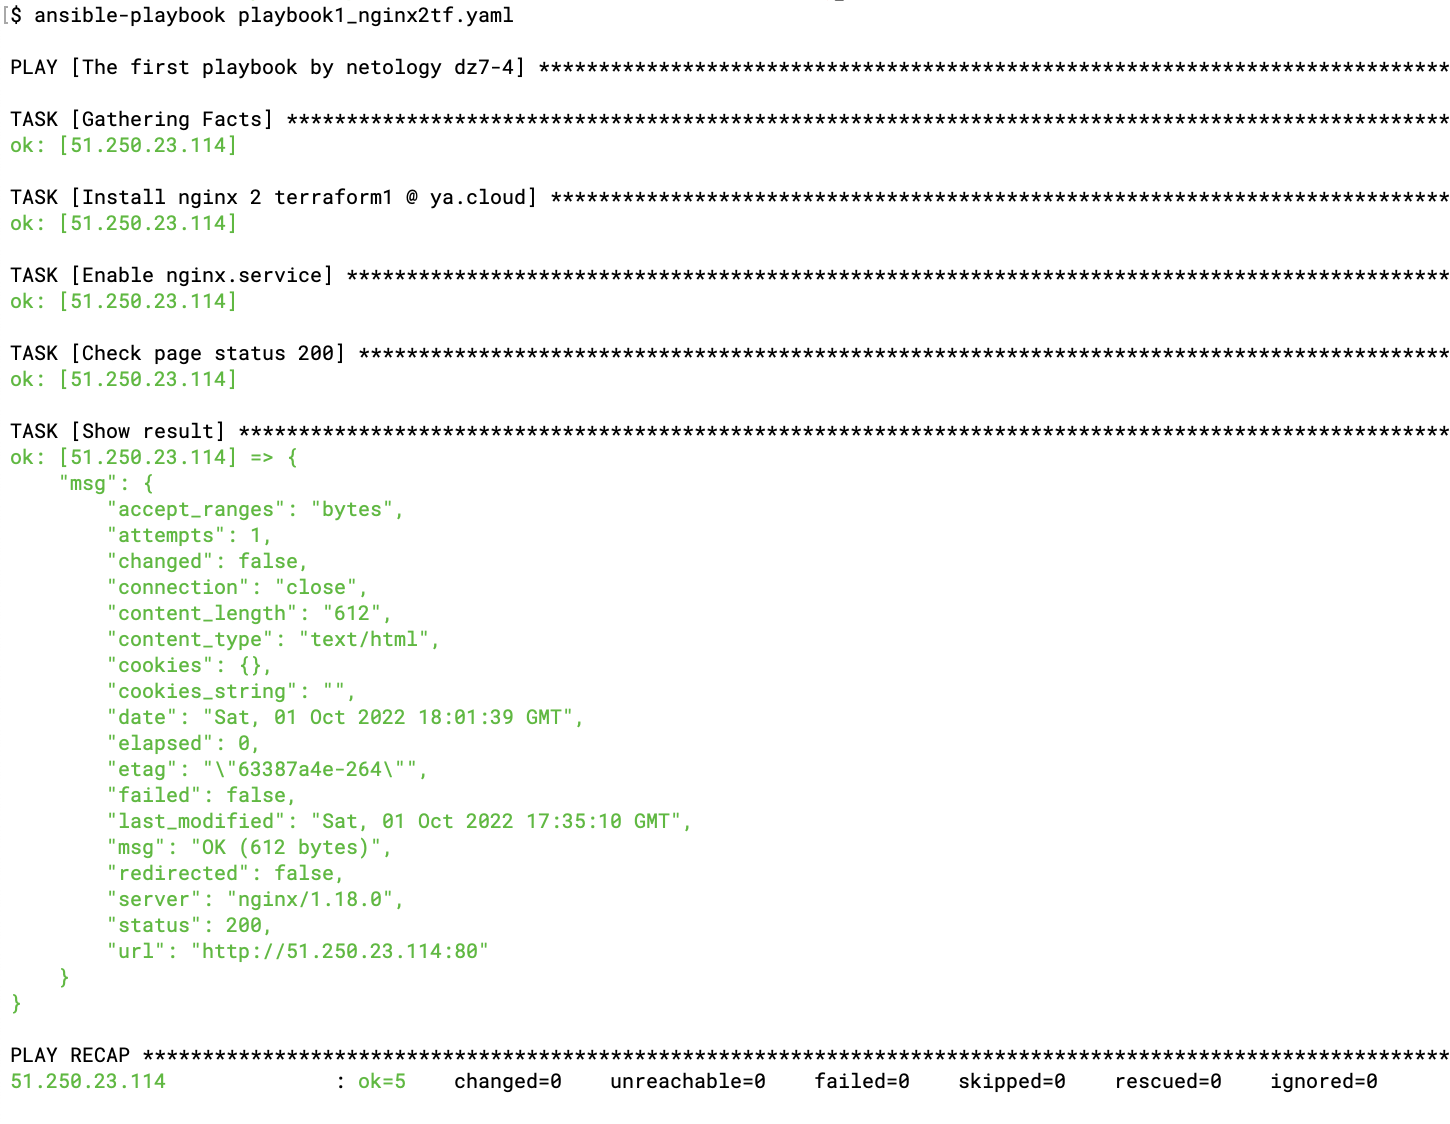 [$ ansible-playbook playbook1_nginx2tf.yaml
PLAY [The first playbook by netology dz7-4] ****************************************************************************
TASK [Gathering Facts] *************************************************************************************************
ok: [51.250.23.114]
TASK [Install nginx 2 terraform1 @ ya.cloud] ***************************************************************************
ok: [51.250.23.114]
TASK [Enable nginx.service] ********************************************************************************************
ok: [51.250.23.114]
TASK [Check page status 200] *******************************************************************************************
ok: [51.250.23.114]
TASK [Show result] *****************************************************************************************************
ok: [51.250.23.114] => {
    "msg": {
        "accept_ranges": "bytes",
        "attempts": 1,
        "changed": false,
        "connection": "close",
        "content_length": "612",
        "content_type": "text/html",
        "cookies": {},
        "cookies_string": "",
        "date": "Sat, 01 Oct 2022 18:01:39 GMT",
        "elapsed": 0,
        "etag": "\"63387a4e-264\"",
        "failed": false,
        "last_modified": "Sat, 01 Oct 2022 17:35:10 GMT",
        "msg": "OK (612 bytes)",
        "redirected": false,
        "server": "nginx/1.18.0",
        "status": 200,
        "url": "http://51.250.23.114:80"
    }
}
PLAY RECAP *************************************************************************************************************
51.250.23.114              : ok=5    changed=0    unreachable=0    failed=0    skipped=0    rescued=0    ignored=0